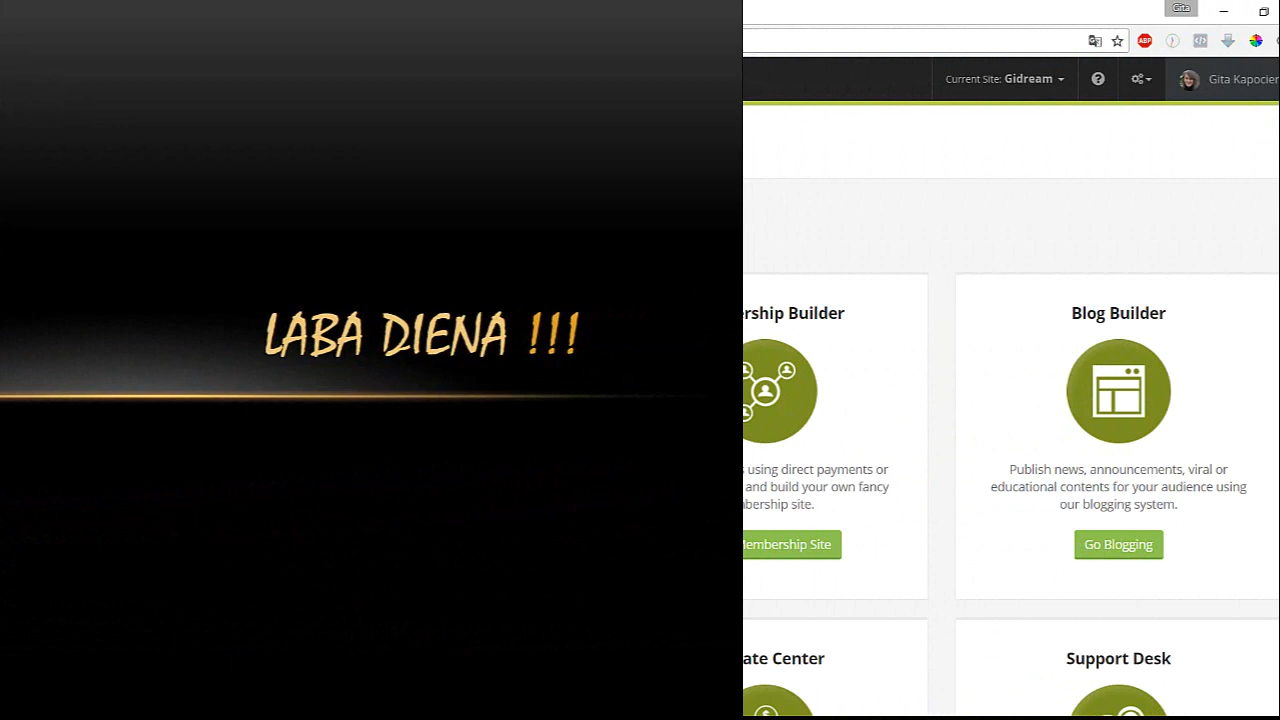 LABA DIENA !!!
Gita
ABP
Current Site: Gidream
Gita Kapocier
ership Builder
s using direct payments or
and build your own fancy
bership site.
Membership Site
Blog Builder
Publish news, announcements, viral or
educational contents for your audience using
our blogging system.
Go Blogging
ate Center
Support Desk